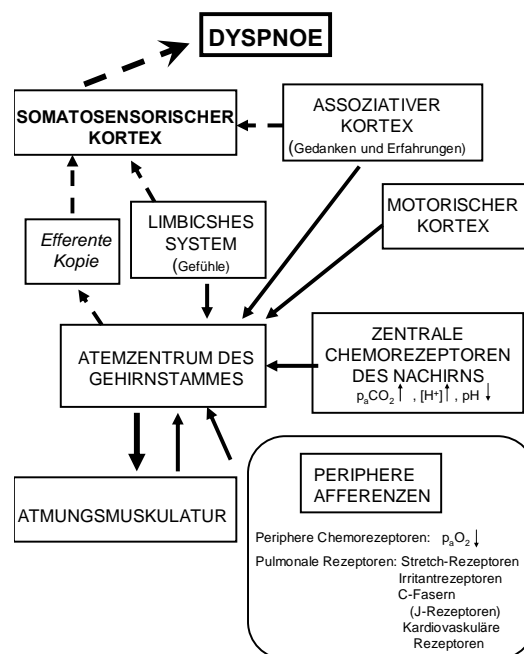 DYSPNOE
SOMATOSENSORISCHER
KORTEX
ASSOZIATIVER
KORTEX
(Gedanken und Erfahrungen)
MOTORISCHER
KORTEX
LIMBICSHES
SYSTEM
(Gefühle)
Efferente
Kopie
ATEMZENTRUM DES
GEHIRNSTAMMES
ZENTRALE
CHEMOREZEPTOREN
DES NACHIRNS
pₐCO₂ ↑ , [H⁺] ↑ , pH ↓
ATMUNGSMUSKULATUR
PERIPHERE
AFFERENZEN
Periphere Chemorezeptoren: pₐO₂ ↓
Pulmonale Rezeptoren: Stretch-Rezeptoren
Irritantrezeptoren
C-Fasern
(J-Rezeptoren)
Kardiovaskuläre
Rezeptoren